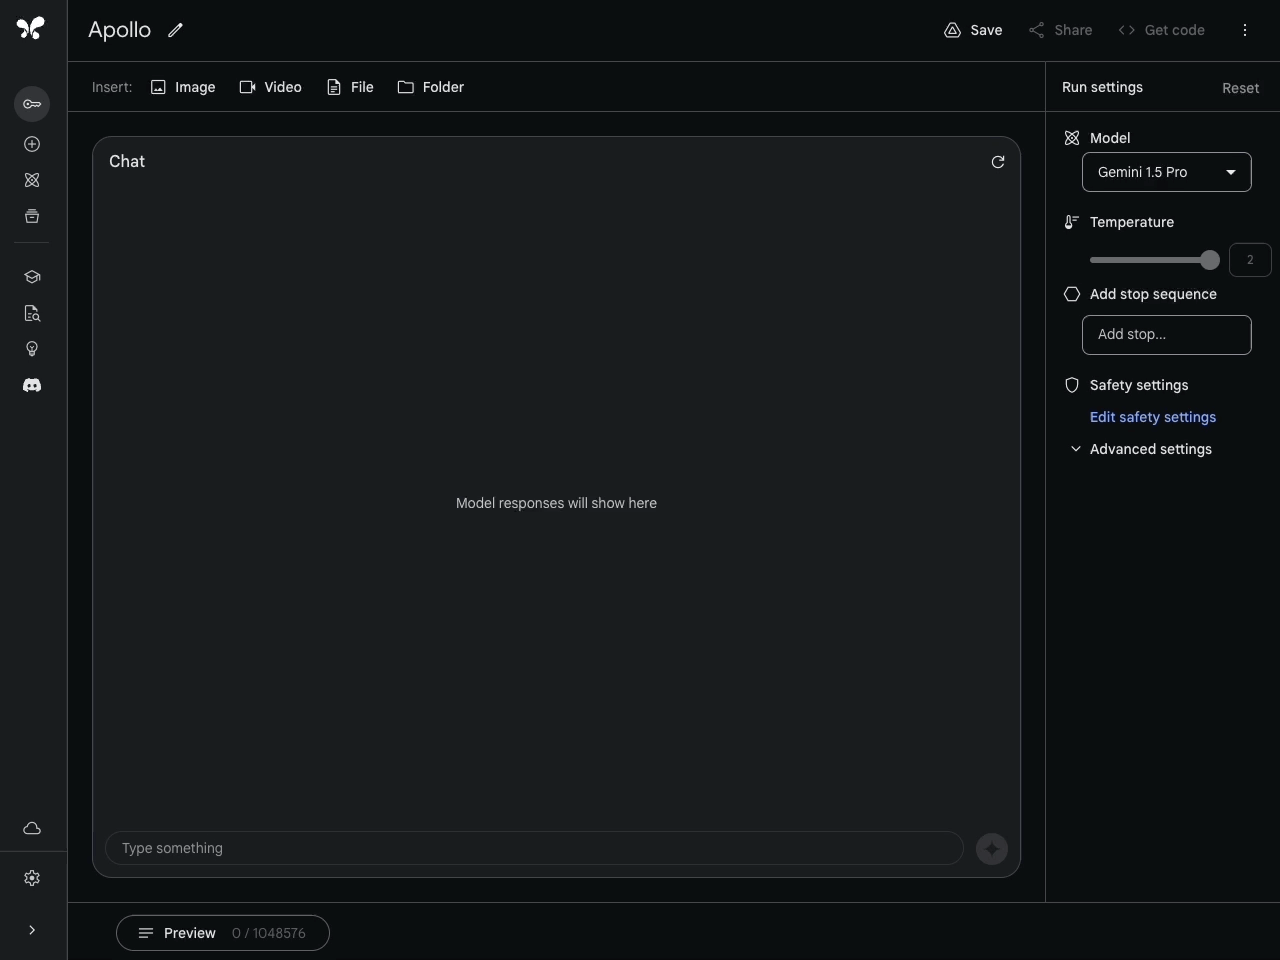 Apollo
Save
Share
Get code
Insert:
Image
Video
File
Folder
Run settings
Reset
Chat
Model
Gemini 1.5 Pro
Temperature
2
Add stop sequence
Add stop...
Safety settings
Edit safety settings
Advanced settings
Model responses will show here
Type something
Preview
0 / 1048576